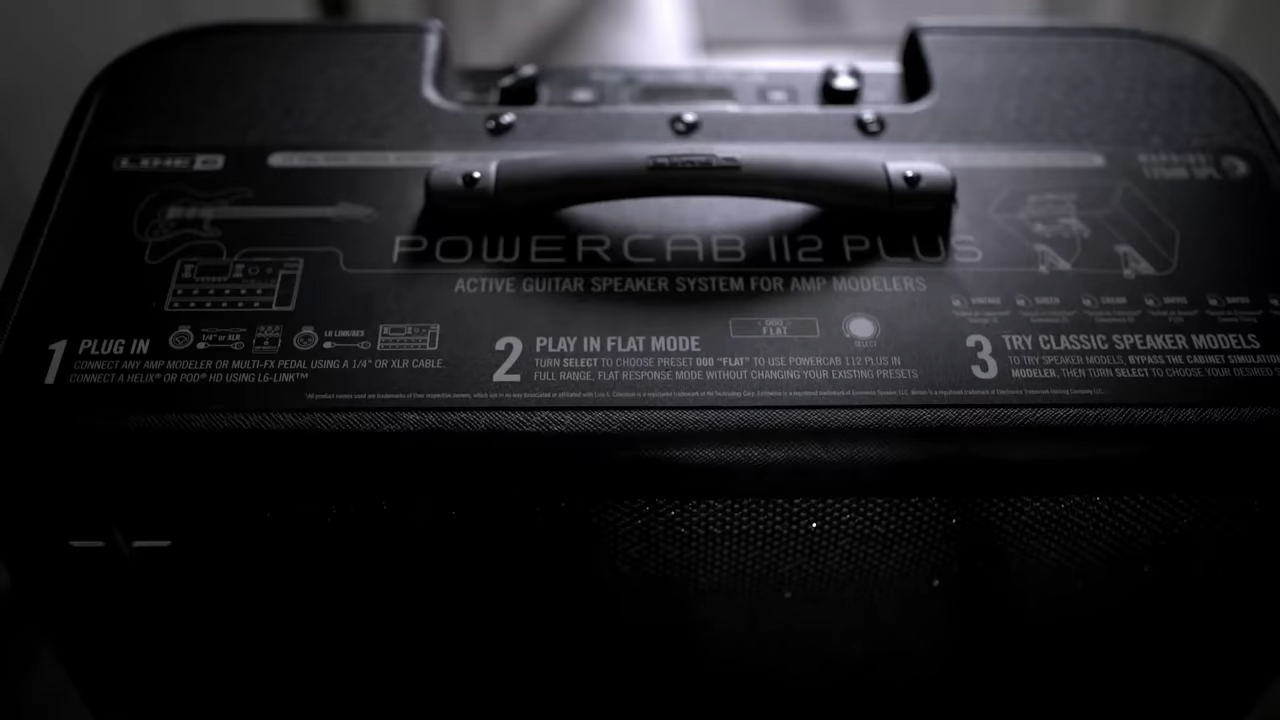 LINE 6
POWERCAB 112 PLUS
ACTIVE GUITAR SPEAKER SYSTEM FOR AMP MODELERS
1 PLUG IN
1/4" or XLR
L6 LINK/AES
CONNECT ANY AMP MODELER OR MULTI-FX PEDAL USING A 1/4" OR XLR CABLE.
CONNECT A HELIX® OR POD® HD USING L6-LINK™
2 PLAY IN FLAT MODE
000
FLAT
SELECT
TURN SELECT TO CHOOSE PRESET 000 "FLAT" TO USE POWERCAB 112 PLUS IN
FULL RANGE, FLAT RESPONSE MODE WITHOUT CHANGING YOUR EXISTING PRESETS
VINTAGE
GREEN
CREAM
3 TRY CLASSIC SPEAKER MODELS
TO TRY SPEAKER MODELS, BYPASS THE CABINET SIMULATION
MODELER, THEN TURN SELECT TO CHOOSE YOUR DESIRED